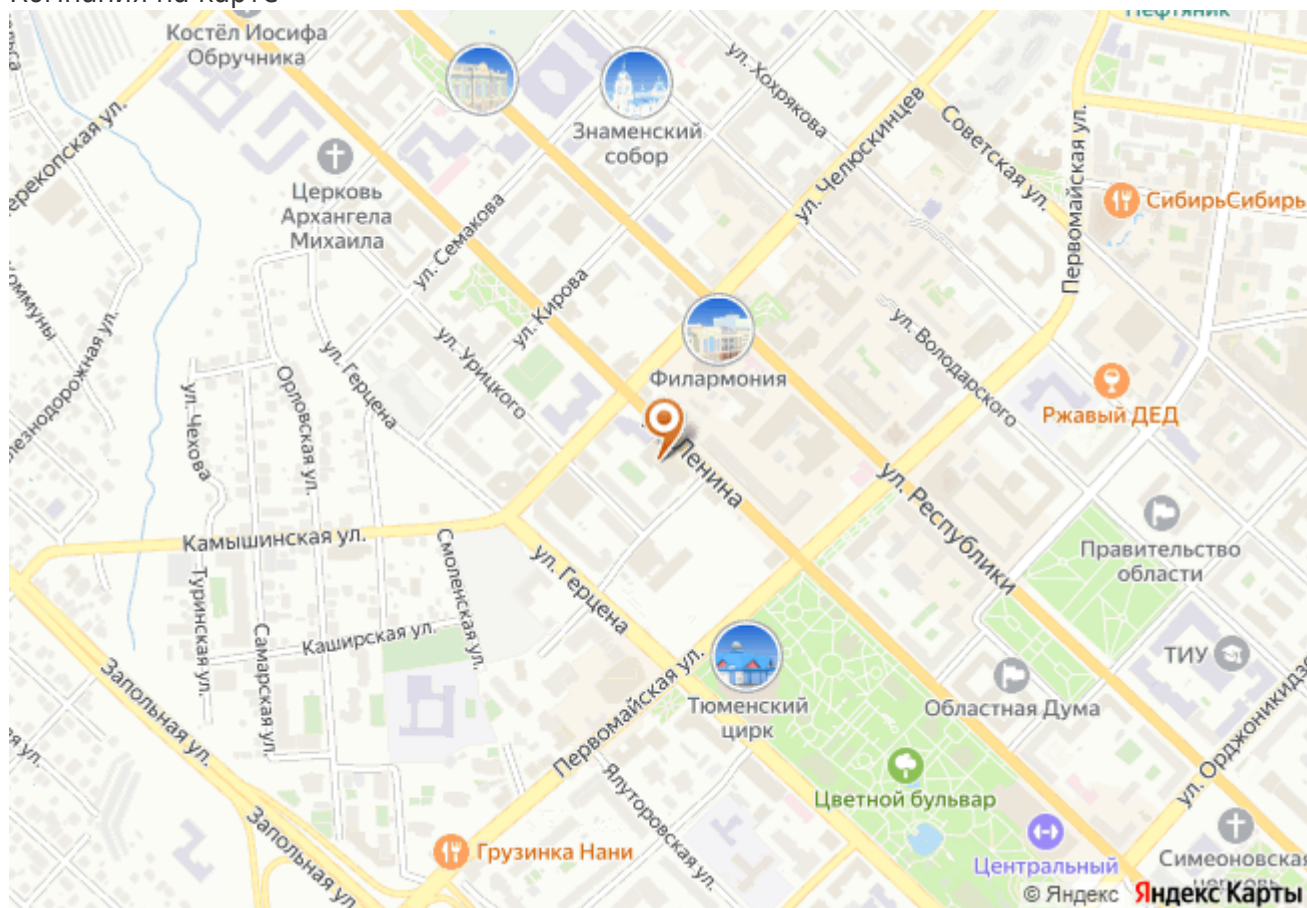 Компания на карте
Нефтяник
Костёл Иосифа
Обручника
ул. Хохрякова
Знаменский
собор
ул. Челюскинцев
Советская ул.
Первомайская ул.
Церковь
Архангела
Михаила
СибирьСибирь
ул. Семакова
ул. Кирова
ул. Урицкого
ул. Герцена
ул. Чехова
Орловская ул.
Филармония
ул. Володарского
Ржавый ДЕД
Ленина
ул. Республики
Правительство
области
Камышинская ул.
Смоленская ул.
ул. Герцена
Туринская ул.
Самарская ул.
Каширская ул.
ТИУ
Запольная ул.
Первомайская ул.
Тюменский
цирк
Областная Дума
ул. Орджоникидзе
Ялуторовская ул.
Цветной бульвар
Запольная ул.
Грузинка Нани
Центральный
Симеоновская
церковь
© Яндекс Яндекс Карты